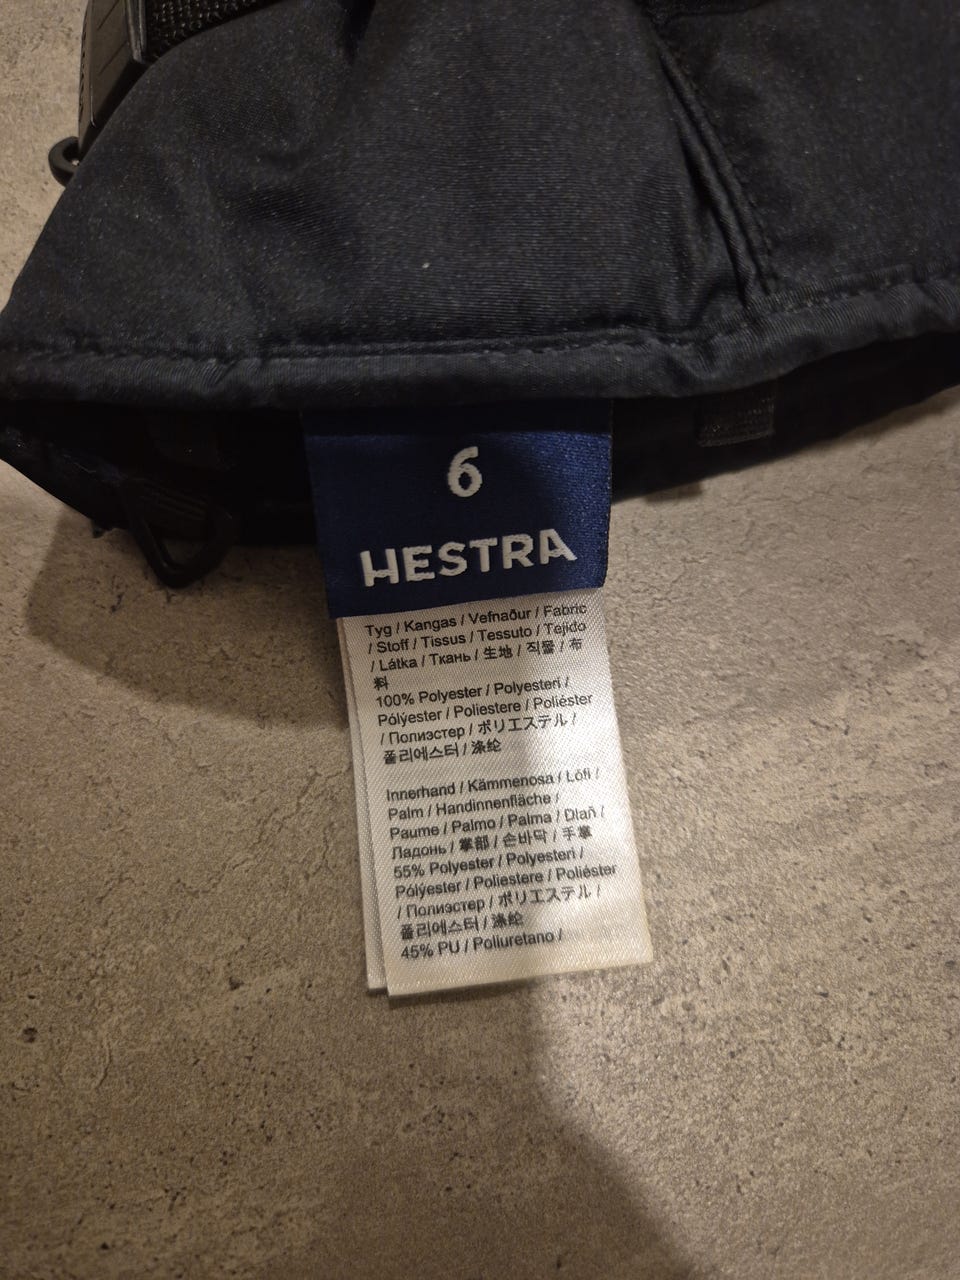 6
HESTRA
Tyg / Kangas / Vefnaður / Fabric
/ Stoff / Tissus / Tessuto / Tejido
/ Látka / Ткань / 生地 / 직물 / 布
料
100% Polyester / Polyesteri /
Pólýester / Poliestere / Poliéster
/ Полиэстер / ポリエステル /
폴리에스터 / 涤纶
Innerhand / Kämmenosa / Lófi /
Palm / Handinnenfläche /
Paume / Palmo / Palma / Dlaň /
Ладонь / 掌部 / 손바닥 / 手掌
55% Polyester / Polyesteri /
Pólýester / Poliestere / Poliéster
/ Полиэстер / ポリエステル /
폴리에스터 / 涤纶
45% PU / Poliuretano /